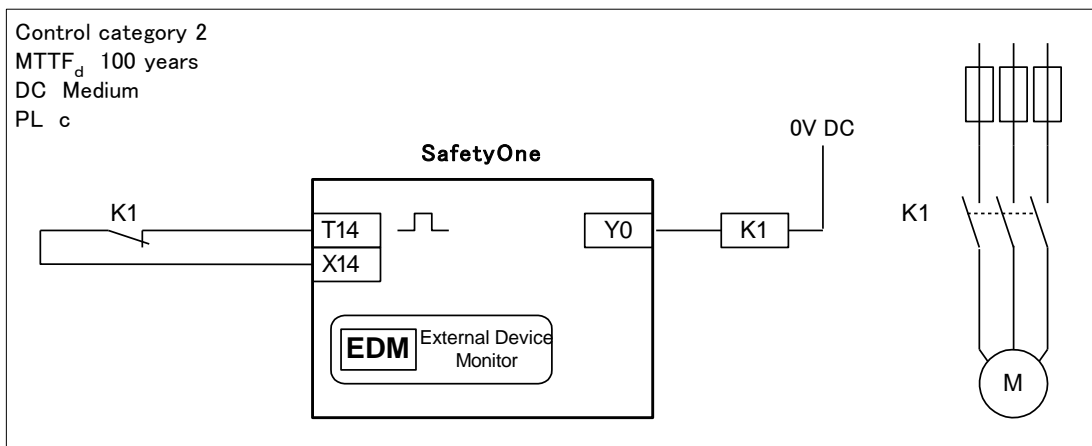 Control category 2
MTTFd 100 years
DC Medium
PL c
0V DC
SafetyOne
K1
T14
X14
Y0
K1
K1
EDM External Device
Monitor
M